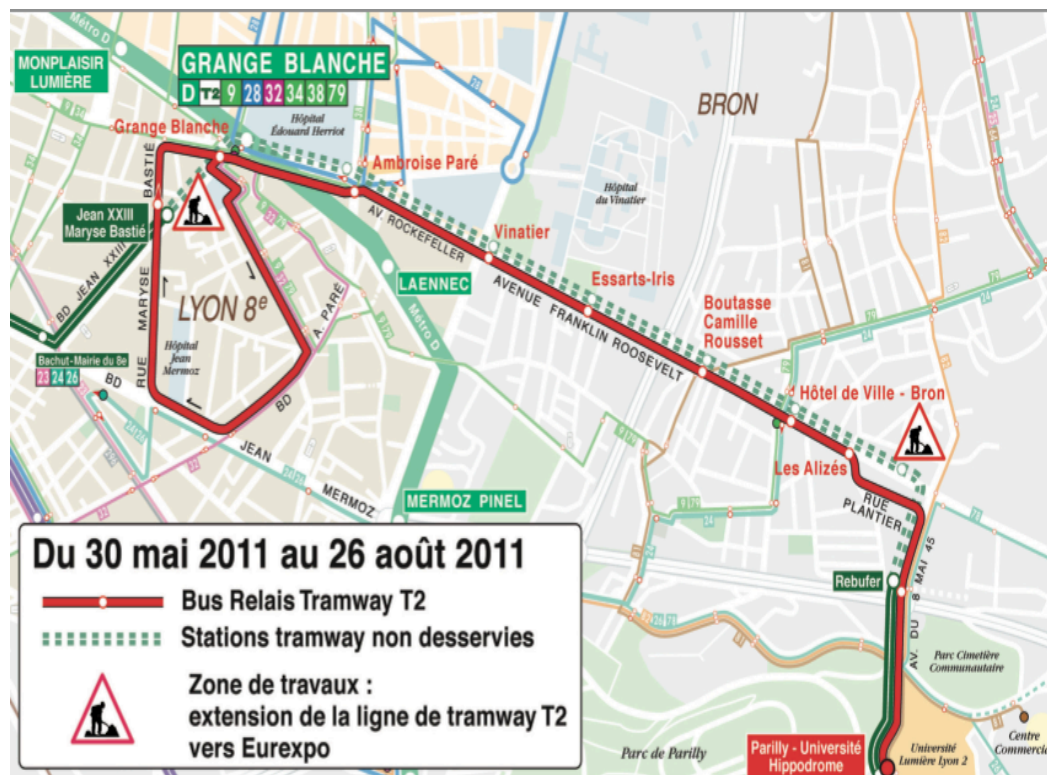 MONPLAISIR
LUMIÈRE
Métro D
GRANGE BLANCHE
D T2 9 28 32 34 38 79
Hôpital
Édouard Herriot
BRON
Grange Blanche
Ambroise Paré
Hôpital
du Vinatier
BASTIÉ
Jean XXIII
Maryse Bastié
AV. ROCKEFELLER
Vinatier
BD JEAN XXIII
LYON 8e
A. PARÉ
LAENNEC
Métro D
AVENUE FRANKLIN ROOSEVELT
Essarts-Iris
Boutasse
Camille
Rousset
MARYSE
RUE
Hôpital
Jean
Mermoz
Bachut-Mairie du 8e
23 24 26
BD
BD
JEAN
MERMOZ
Hôtel de Ville - Bron
Les Alizés
MERMOZ PINEL
RUE
PLANTIER
Rebufer
AV. DU 8 MAI 45
Parc Cimetière
Communautaire
Parc de Parilly
Parilly - Université
Hippodrome
Université
Lumière Lyon 2
Centre
Commercia
Du 30 mai 2011 au 26 août 2011
Bus Relais Tramway T2
Stations tramway non desservies
Zone de travaux :
extension de la ligne de tramway T2
vers Eurexpo